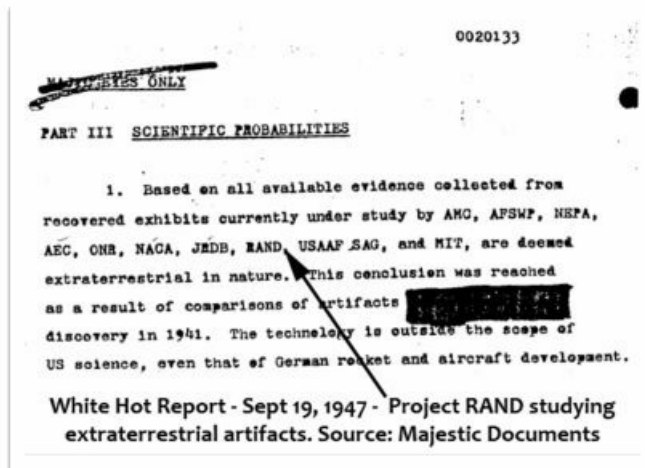 0020133
EYES ONLY
PART III SCIENTIFIC PROBABILITIES
1. Based on all available evidence collected from
recovered exhibits currently under study by AMC, AFSWP, NEPA,
AEC, ONR, NACA, JRDB, RAND, USAAF SAG, and MIT, are deemed
extraterrestrial in nature. This conclusion was reached
as a result of comparisons of artifacts
discovery in 1941. The technology is outside the scope of
US science, even that of German rocket and aircraft development.
White Hot Report - Sept 19, 1947 - Project RAND studying
extraterrestrial artifacts. Source: Majestic Documents